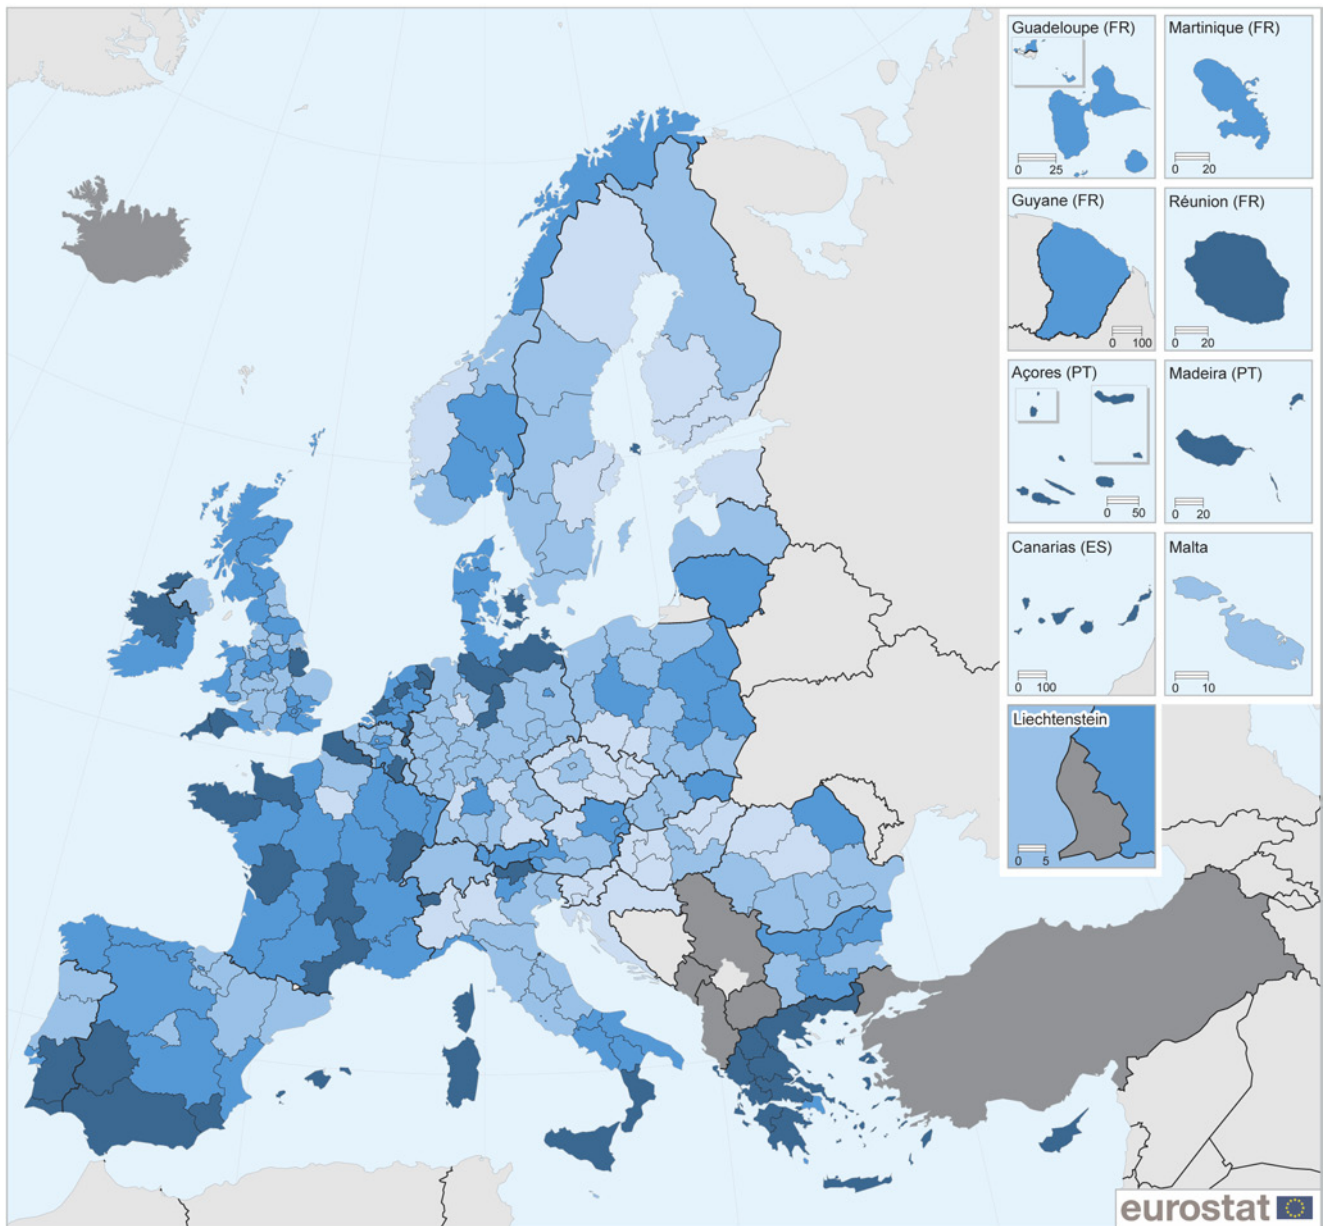 Guadeloupe (FR)
0 25
Martinique (FR)
0 20
Guyane (FR)
0 100
Réunion (FR)
0 20
Açores (PT)
0 50
Madeira (PT)
0 20
Canarias (ES)
0 100
Malta
0 10
Liechtenstein
0 5
eurostat